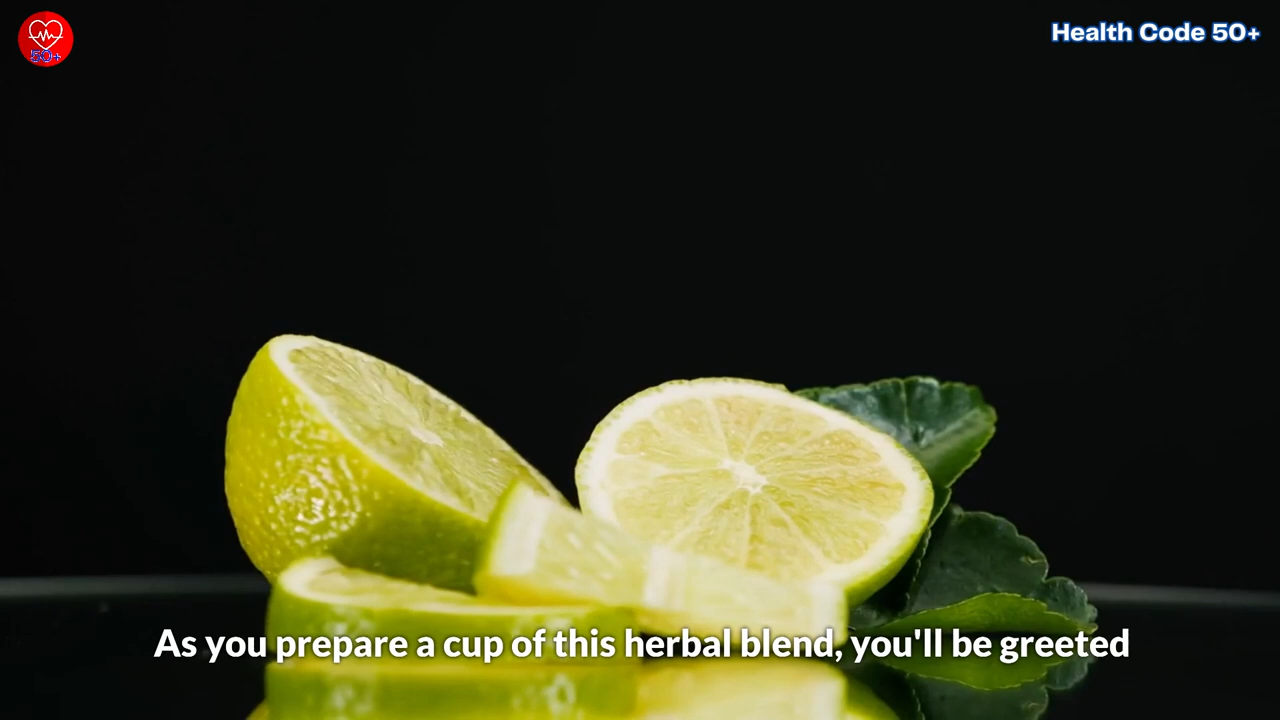 50+
Health Code 50+
As you prepare a cup of this herbal blend, you'll be greeted